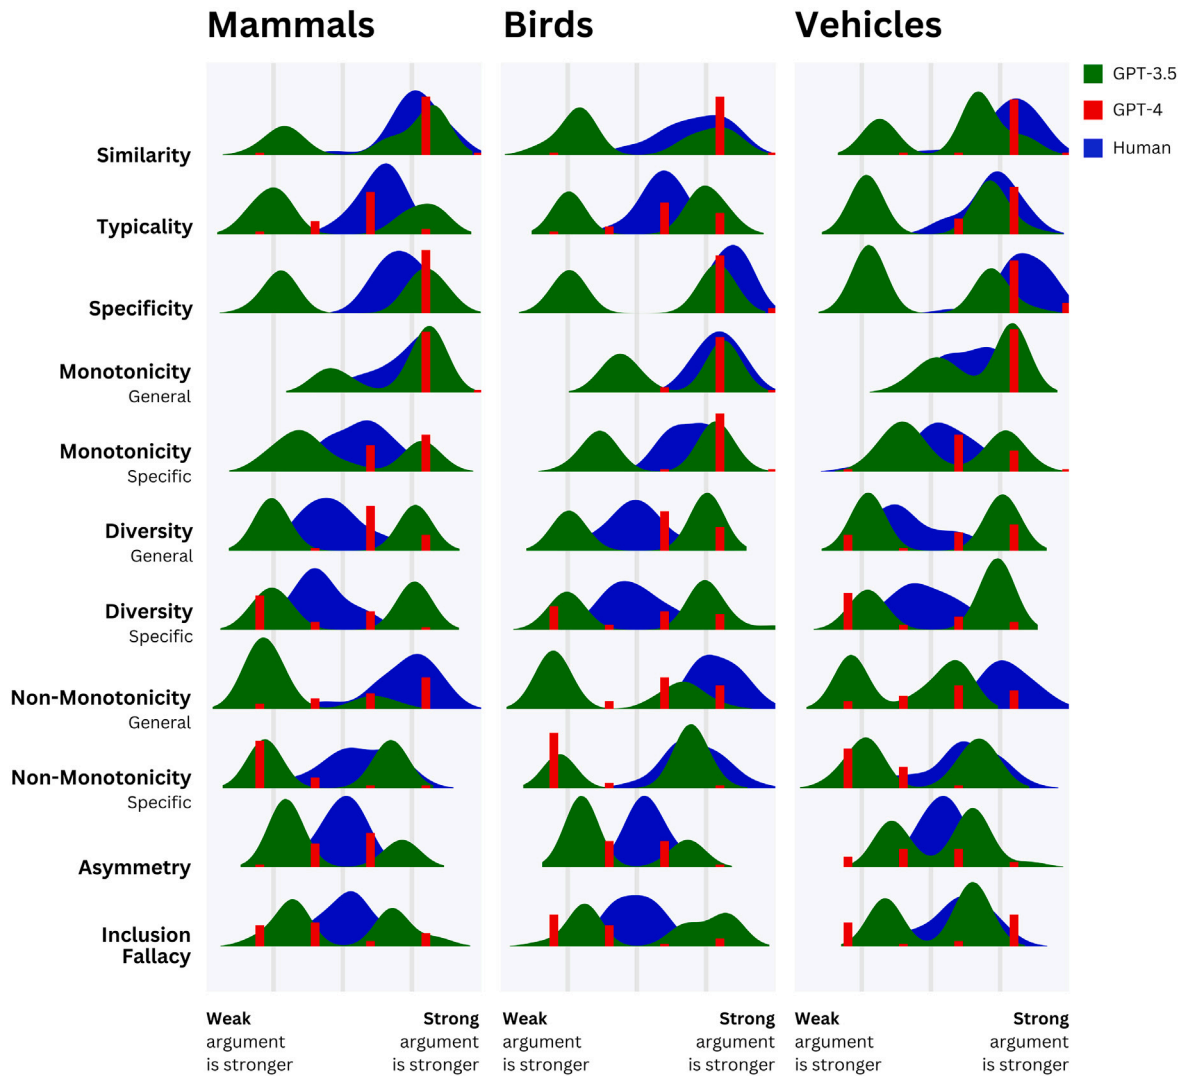 Mammals
Birds
Vehicles
GPT-3.5
GPT-4
Human
Similarity
Typicality
Specificity
Monotonicity
General
Monotonicity
Specific
Diversity
General
Diversity
Specific
Non-Monotonicity
General
Non-Monotonicity
Specific
Asymmetry
Inclusion
Fallacy
Weak
argument
is stronger
Strong
argument
is stronger
Weak
argument
is stronger
Strong
argument
is stronger
Weak
argument
is stronger
Strong
argument
is stronger